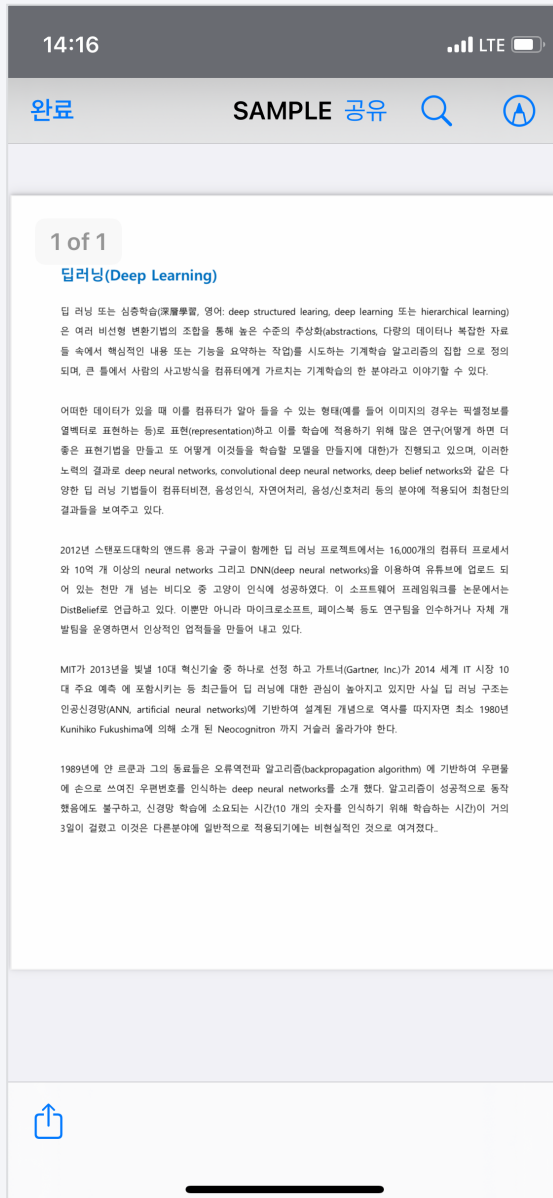 14:16
LTE
완료
SAMPLE 공유
1 of 1
딥러닝(Deep Learning)
딥 러닝 또는 심층학습(深層學習, 영어: deep structured learing, deep learning 또는 hierarchical learning)
은 여러 비선형 변환기법의 조합을 통해 높은 수준의 추상화(abstractions, 다량의 데이터나 복잡한 자료
들 속에서 핵심적인 내용 또는 기능을 요약하는 작업)를 시도하는 기계학습 알고리즘의 집합 으로 정의
되며, 큰 틀에서 사람의 사고방식을 컴퓨터에게 가르치는 기계학습의 한 분야라고 이야기할 수 있다.
어떠한 데이터가 있을 때 이를 컴퓨터가 알아 들을 수 있는 형태(예를 들어 이미지의 경우는 픽셀정보를
열벡터로 표현하는 등)로 표현(representation)하고 이를 학습에 적용하기 위해 많은 연구(어떻게 하면 더
좋은 표현기법을 만들고 또 어떻게 이것들을 학습할 모델을 만들지에 대한)가 진행되고 있으며, 이러한
노력의 결과로 deep neural networks, convolutional deep neural networks, deep belief networks와 같은 다
양한 딥 러닝 기법들이 컴퓨터비젼, 음성인식, 자연어처리, 음성/신호처리 등의 분야에 적용되어 최첨단의
결과들을 보여주고 있다.
2012년 스탠포드대학의 앤드류 응과 구글이 함께한 딥 러닝 프로젝트에서는 16,000개의 컴퓨터 프로세서
와 10억 개 이상의 neural networks 그리고 DNN(deep neural networks)을 이용하여 유튜브에 업로드 되
어 있는 천만 개 넘는 비디오 중 고양이 인식에 성공하였다. 이 소프트웨어 프레임워크를 논문에서는
DistBelief로 언급하고 있다. 이뿐만 아니라 마이크로소프트, 페이스북 등도 연구팀을 인수하거나 자체 개
발팀을 운영하면서 인상적인 업적들을 만들어 내고 있다.
MIT가 2013년을 빛낼 10대 혁신기술 중 하나로 선정 하고 가트너(Gartner, Inc.)가 2014 세계 IT 시장 10
대 주요 예측 에 포함시키는 등 최근들어 딥 러닝에 대한 관심이 높아지고 있지만 사실 딥 러닝 구조는
인공신경망(ANN, artificial neural networks)에 기반하여 설계된 개념으로 역사를 따지자면 최소 1980년
Kunihiko Fukushima에 의해 소개 된 Neocognitron 까지 거슬러 올라가야 한다.
1989년에 얀 르쿤과 그의 동료들은 오류역전파 알고리즘(backpropagation algorithm) 에 기반하여 우편물
에 손으로 쓰여진 우편번호를 인식하는 deep neural networks를 소개 했다. 알고리즘이 성공적으로 동작
했음에도 불구하고, 신경망 학습에 소요되는 시간(10 개의 숫자를 인식하기 위해 학습하는 시간)이 거의
3일이 걸렸고 이것은 다른분야에 일반적으로 적용되기에는 비현실적인 것으로 여겨졌다..